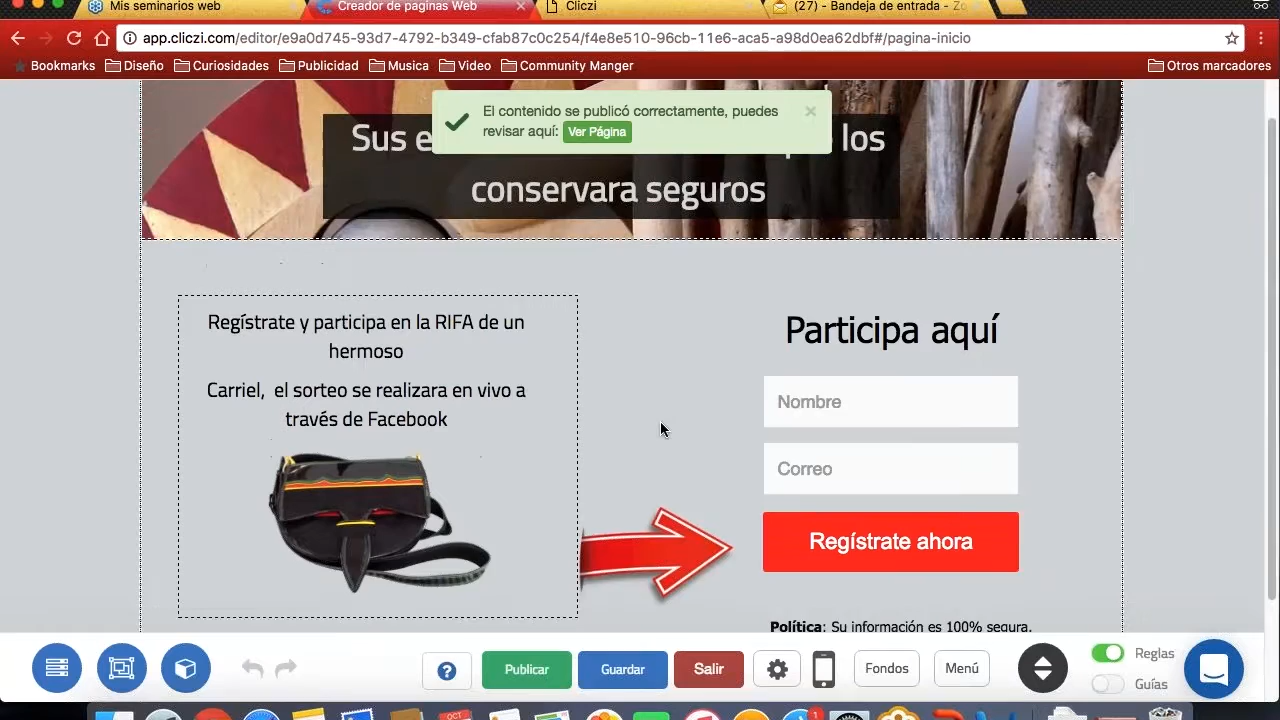 Mis seminarios web
Creador de paginas Web
Cliczi
(27) - Bandeja de entrada - Zo
app.cliczi.com/editor/e9a0d745-93d7-4792-b349-cfab87c0c254/f4e8e510-96cb-11e6-aca5-a98d0ea62dbf#/pagina-inicio
Bookmarks Diseño Curiosidades Publicidad Musica Video Community Manger Otros marcadores
El contenido se publicó correctamente, puedes
revisar aquí: Ver Página
Sus e los
conservara seguros
Regístrate y participa en la RIFA de un
hermoso
Carriel, el sorteo se realizara en vivo a
través de Facebook
Participa aquí
Nombre
Correo
Regístrate ahora
Política: Su información es 100% segura.
Publicar Guardar Salir Fondos Menú
Reglas
Guías
OCT
1